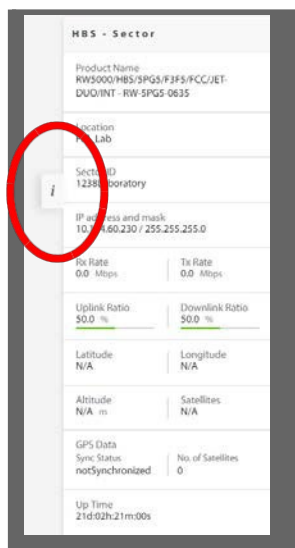 HBS - Sector
Product Name
RW5000/HBS/5PG5/F3F5/FCC/JET-
DUO/INT - RW-5PG5-0635
Location
Lab
i
Sector ID
IP address and mask
/ 255.255.255.0
Rx Rate
0.0 Mbps
Tx Rate
0.0 Mbps
Uplink Ratio
50.0 %
Downlink Ratio
50.0 %
Latitude
N/A
Longitude
N/A
Altitude
N/A m
Satellites
N/A
GPS Data
Sync Status
notSynchronized
No. of Satellites
0
Up Time
21d:02h:21m:00s